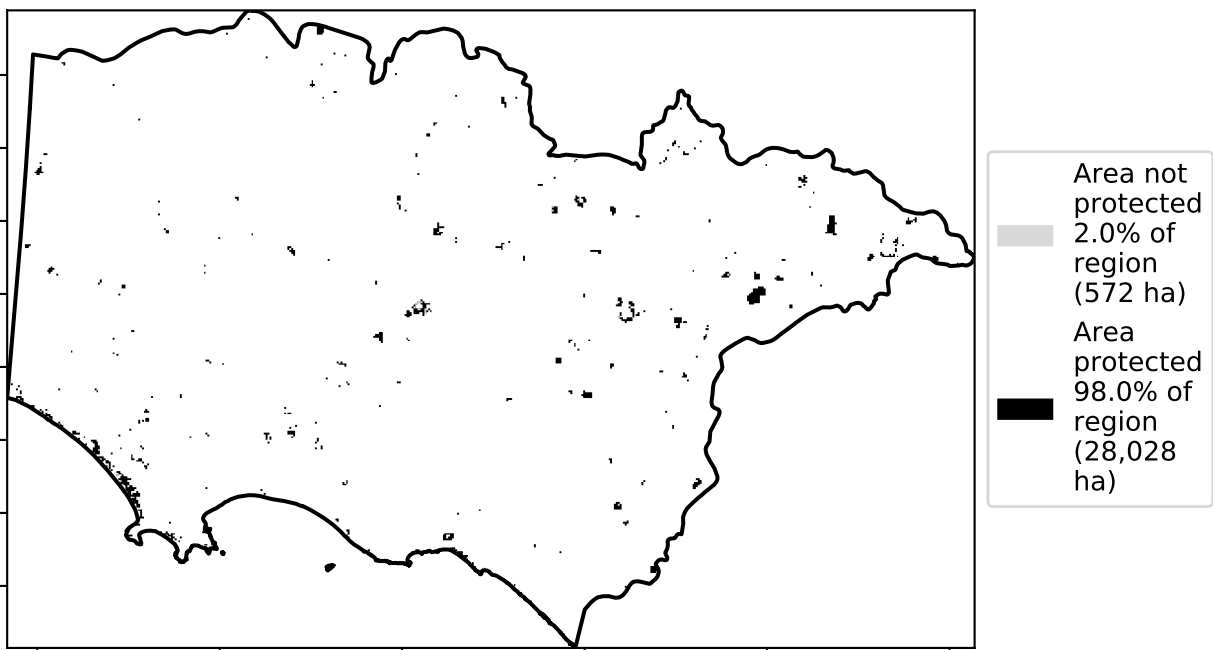 Area not
protected
2.0% of
region
(572 ha)
Area
protected
98.0% of
region
(28,028
ha)